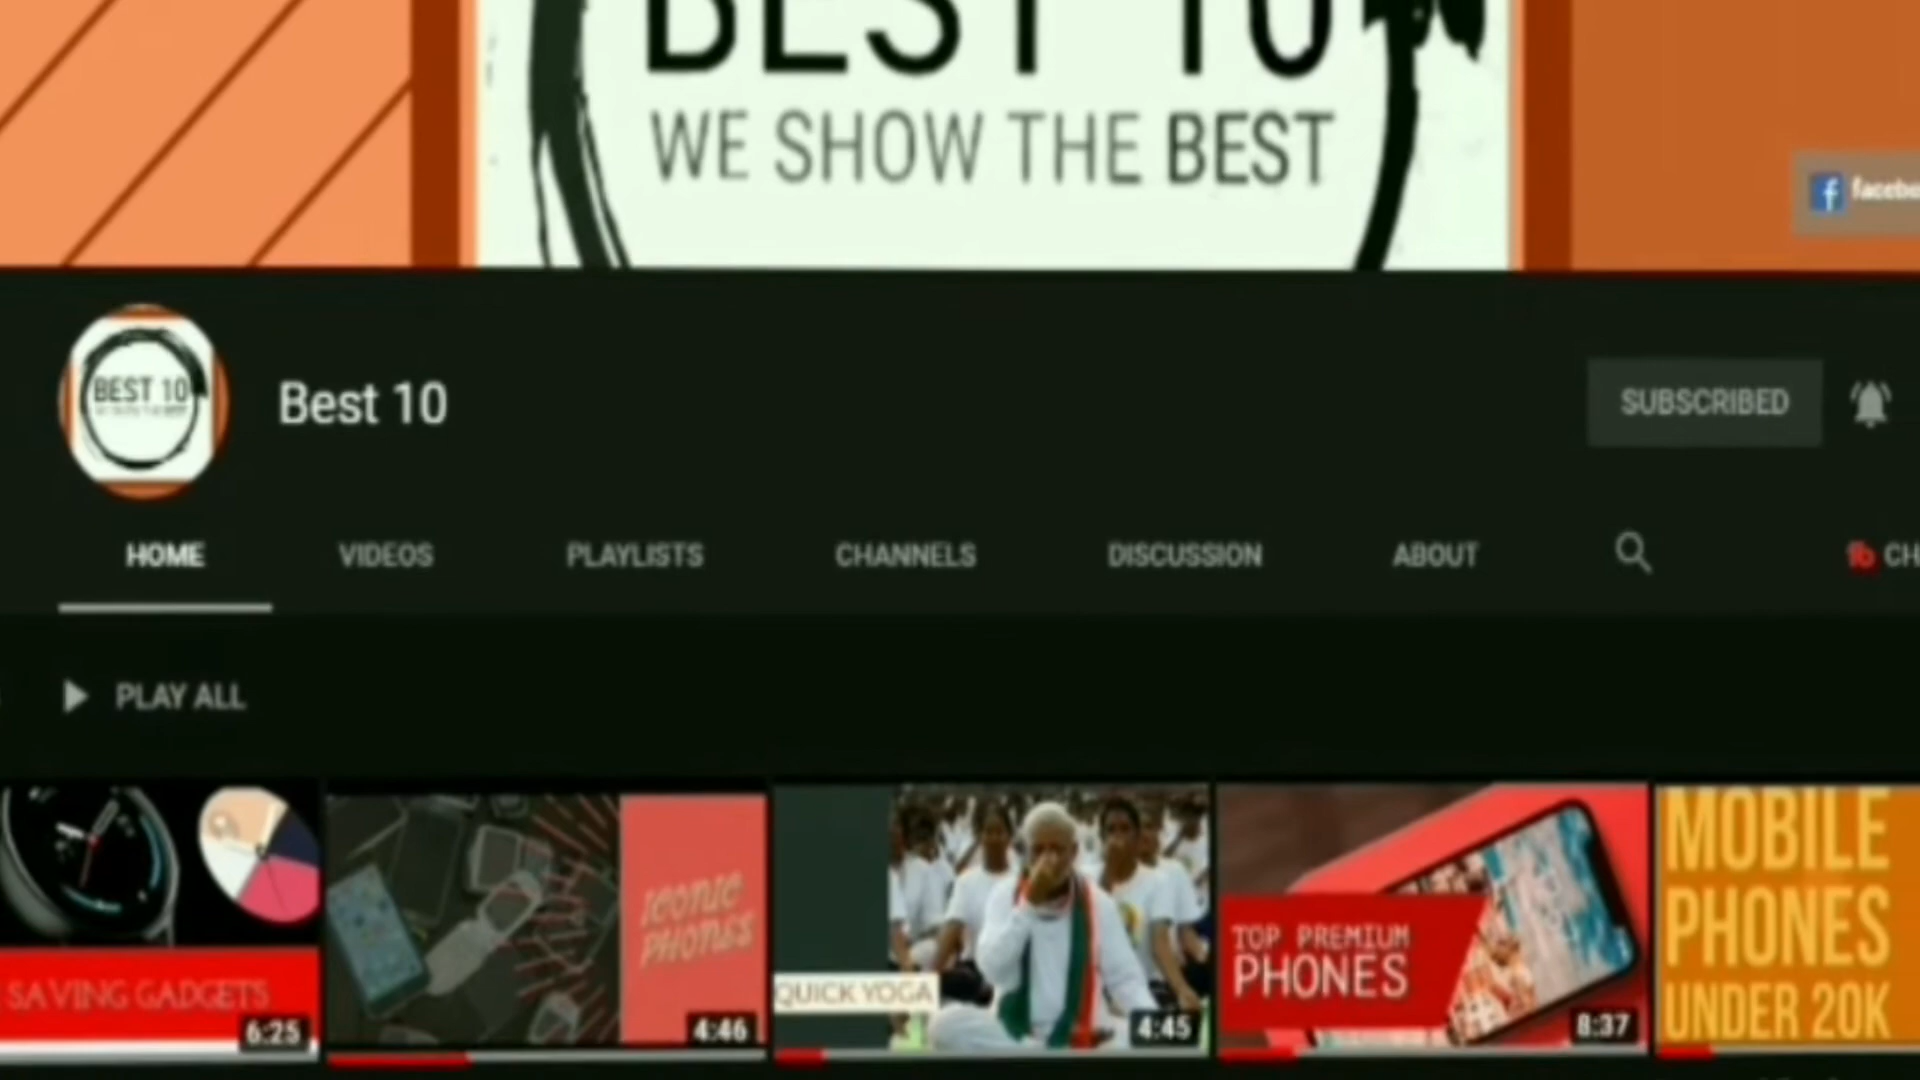 BEST 10
WE SHOW THE BEST
facebo
BEST 10
Best 10
SUBSCRIBED
HOME
VIDEOS
PLAYLISTS
CHANNELS
DISCUSSION
ABOUT
CH
PLAY ALL
SAVING GADGETS
6:25
ICONIC
PHONES
4:46
QUICK YOGA
4:45
TOP PREMIUM
PHONES
8:37
MOBILE
PHONES
UNDER 20K